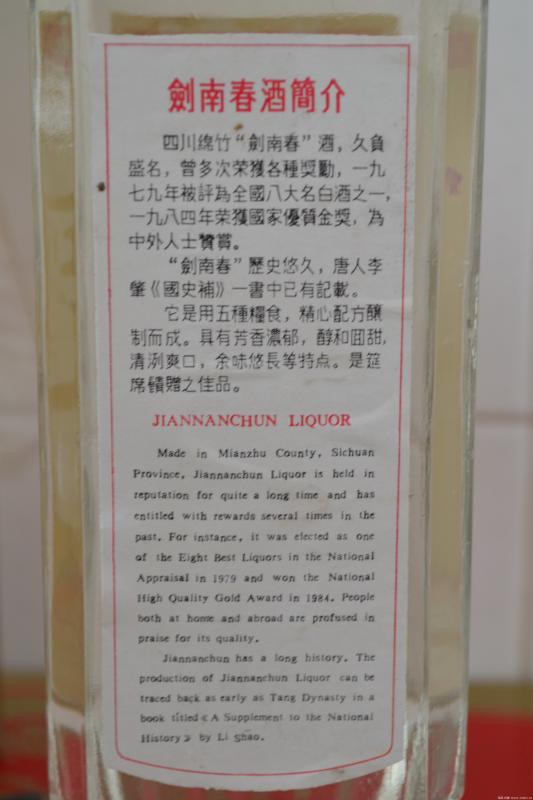 劍南春酒簡介
四川绵竹“劍南春”酒，久負
盛名，曾多次荣獲各種獎勵，一九
七九年被評為全國八大名白酒之一，
一九八四年荣獲國家優質金獎，為
中外人士贊賞。
“劍南春”歷史悠久，唐人李
肇《國史補》一書中已有記載。
它是用五種糧食，精心配方釀
制而成。具有芳香濃郁，醇和囬甜，
清洌爽口，余味悠長等特点。是筵
席饋贈之佳品。
JIANNANCHUN LIQUOR
Made in Mianzhu County, Sichuan
Province, Jiannanchun Liquor is held in
reputation for quite a long time and has
entitled with rewards several times in the
past. For instance, it was elected as one
of the Eight Best Liquors in the National
Appraisal in 1979 and won the National
High Quality Gold Award in 1984. People
both at home and abroad are profused in
praise for its quality.
Jiannanchun has a long history. The
production of Jiannanchun Liquor can be
traced back as early as Tang Dynasty in a
book titled《A Supplement to the National
History》by Li Shao.